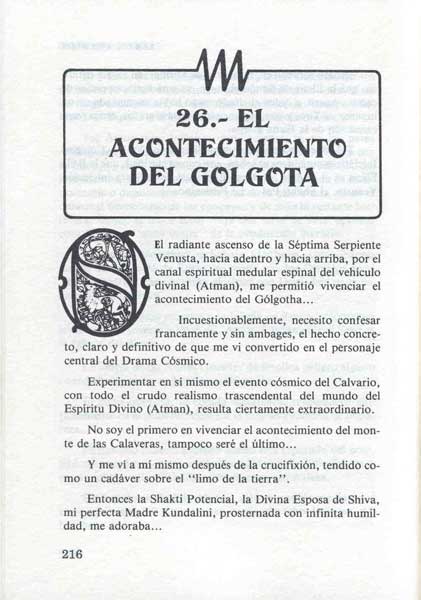 26.- EL
ACONTECIMIENTO
DEL GOLGOTA
El radiante ascenso de la Séptima Serpiente
Venusta, hacia adentro y hacia arriba, por el
canal espiritual medular espinal del vehículo
divinal (Atman), me permitió vivenciar el
acontecimiento del Gólgotha...
Incuestionablemente, necesito confesar
francamente y sin ambages, el hecho concre-
to, claro y definitivo de que me vi convertido en el personaje
central del Drama Cósmico.
Experimentar en si mismo el evento cósmico del Calvario,
con todo el crudo realismo trascendental del mundo del
Espíritu Divino (Atman), resulta ciertamente extraordinario.
No soy el primero en vivenciar el acontecimiento del mon-
te de las Calaveras, tampoco seré el último...
Y me vi a mí mismo después de la crucifixión, tendido co-
mo un cadáver sobre el "limo de la tierra".
Entonces la Shakti Potencial, la Divina Esposa de Shiva,
mi perfecta Madre Kundalini, prosternada con infinita humil-
dad, me adoraba...
216